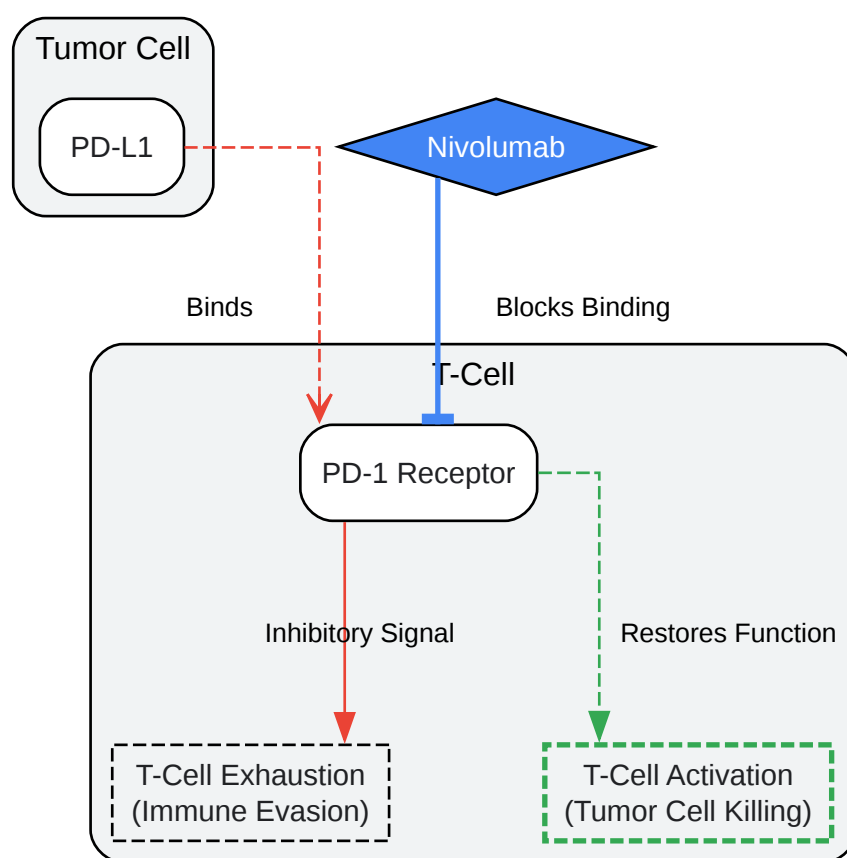 Tumor Cell
PD-L1
Nivolumab
Binds
Blocks Binding
T-Cell
PD-1 Receptor
Inhibitory Signal
Restores Function
T-Cell Exhaustion
(Immune Evasion)
T-Cell Activation
(Tumor Cell Killing)